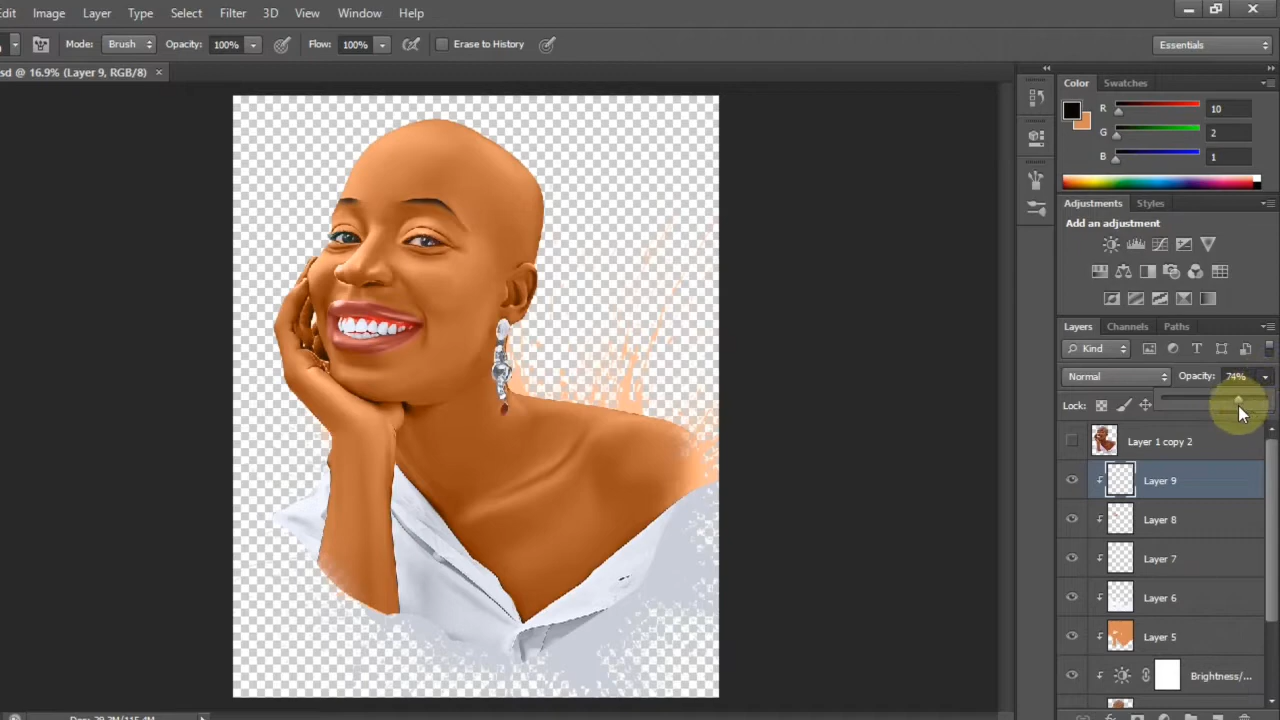 Edit Image Layer Type Select Filter 3D View Window Help
Mode: Brush Opacity: 100% Flow: 100% Erase to History Essentials
sd @ 16.9% (Layer 9, RGB/8) ×
Color Swatches
R 10
G 2
B 1
Adjustments Styles
Add an adjustment
Layers Channels Paths
Kind
Normal Opacity: 74%
Lock:
Layer 1 copy 2
Layer 9
Layer 8
Layer 7
Layer 6
Layer 5
Brightness/...